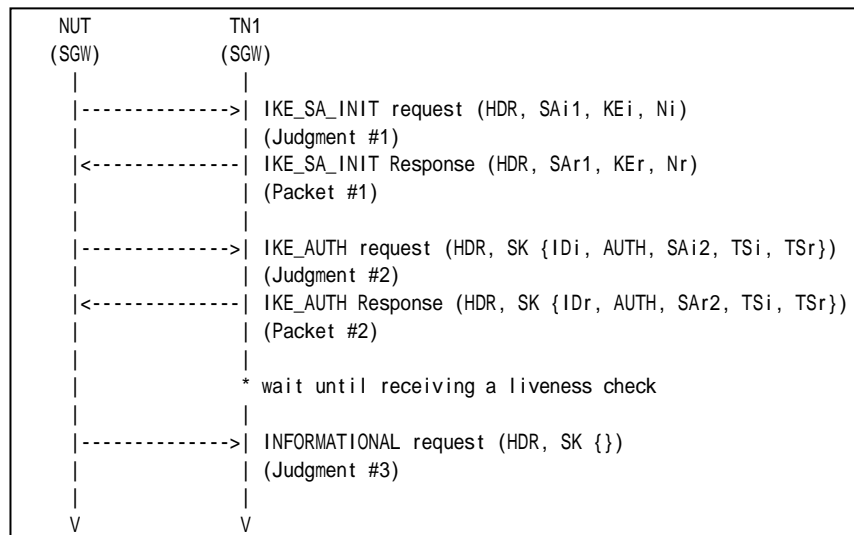 NUT TN1
(SGW) (SGW)
| |
|-------------->| IKE_SA_INIT request (HDR, SAi1, KEi, Ni)
| | (Judgment #1)
|<--------------| IKE_SA_INIT Response (HDR, SAr1, KEr, Nr)
| | (Packet #1)
| |
|-------------->| IKE_AUTH request (HDR, SK {IDi, AUTH, SAi2, TSi, TSr})
| | (Judgment #2)
|<--------------| IKE_AUTH Response (HDR, SK {IDr, AUTH, SAr2, TSi, TSr})
| | (Packet #2)
| |
| * wait until receiving a liveness check
| |
|-------------->| INFORMATIONAL request (HDR, SK {})
| | (Judgment #3)
| |
V V